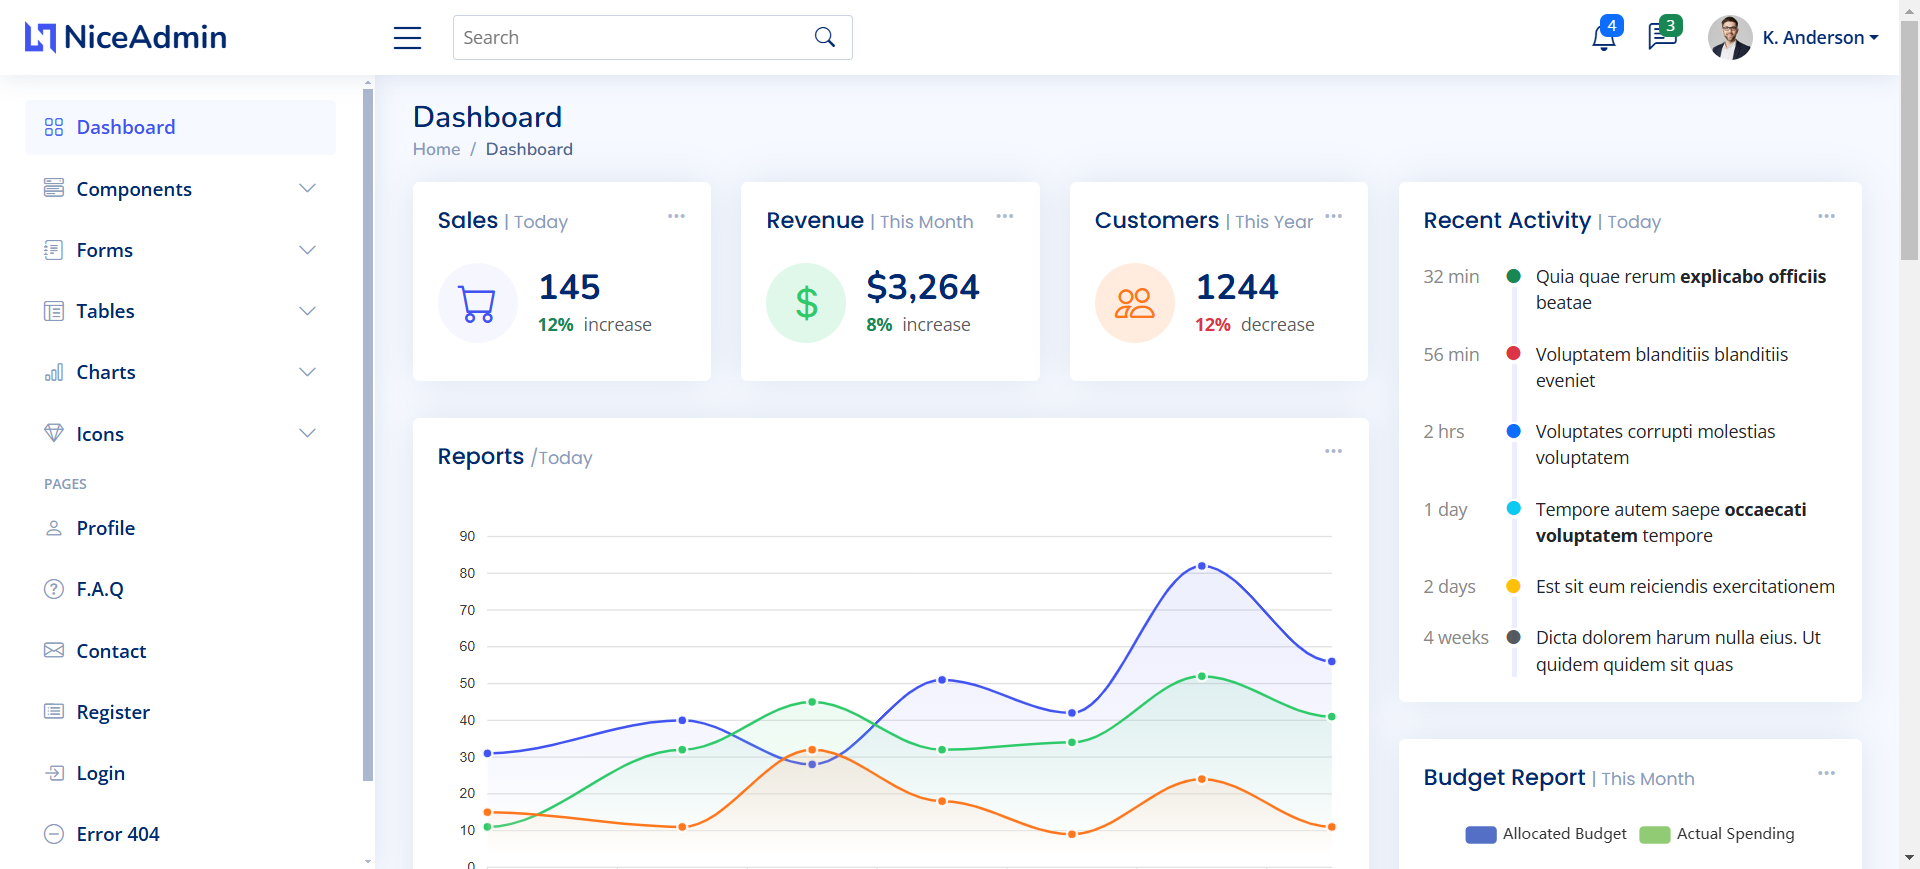 NiceAdmin
Search
4
3
K. Anderson
Dashboard
Components
Forms
Tables
Charts
Icons
PAGES
Profile
F.A.Q
Contact
Register
Login
Error 404
Dashboard
Home / Dashboard
Sales | Today
145
12% increase
Revenue | This Month
$
$3,264
8% increase
Customers | This Year
1244
12% decrease
Reports /Today
90
80
70
60
50
40
30
20
10
0
Recent Activity | Today
32 min
Quia quae rerum explicabo officiis
beatae
56 min
Voluptatem blanditiis blanditiis
eveniet
2 hrs
Voluptates corrupti molestias
voluptatem
1 day
Tempore autem saepe occaecati
voluptatem tempore
2 days
Est sit eum reiciendis exercitationem
4 weeks
Dicta dolorem harum nulla eius. Ut
quidem quidem sit quas
Budget Report | This Month
Allocated Budget
Actual Spending